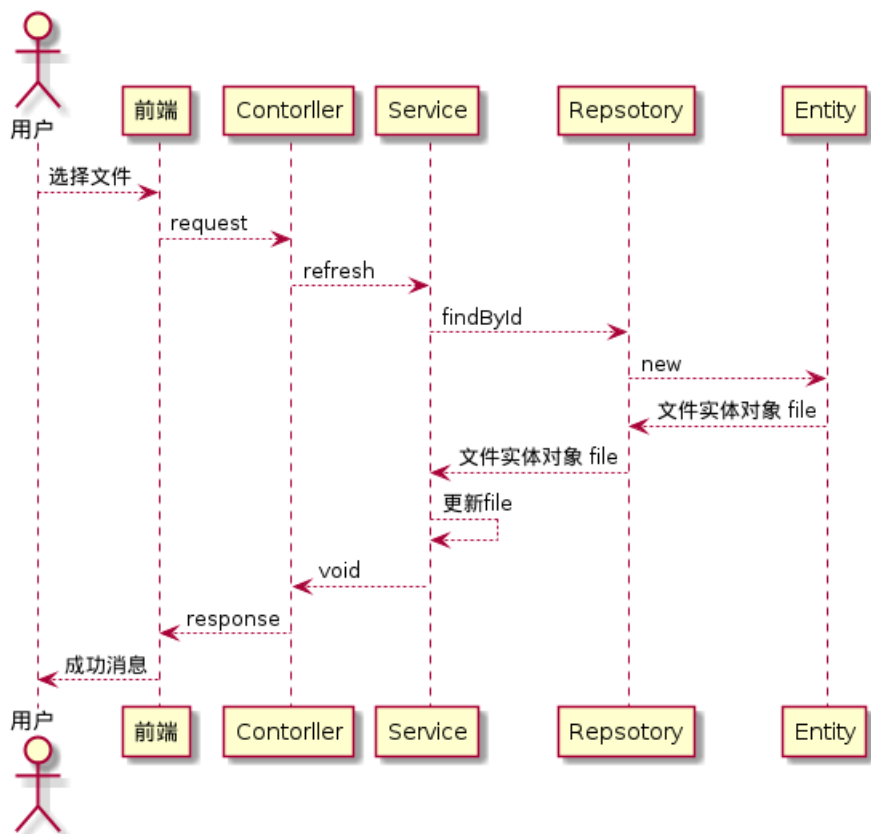 用户
前端
Contorller
Service
Repsotory
Entity
选择文件
request
refresh
findById
new
文件实体对象 file
文件实体对象 file
更新file
void
response
成功消息
用户
前端
Contorller
Service
Repsotory
Entity